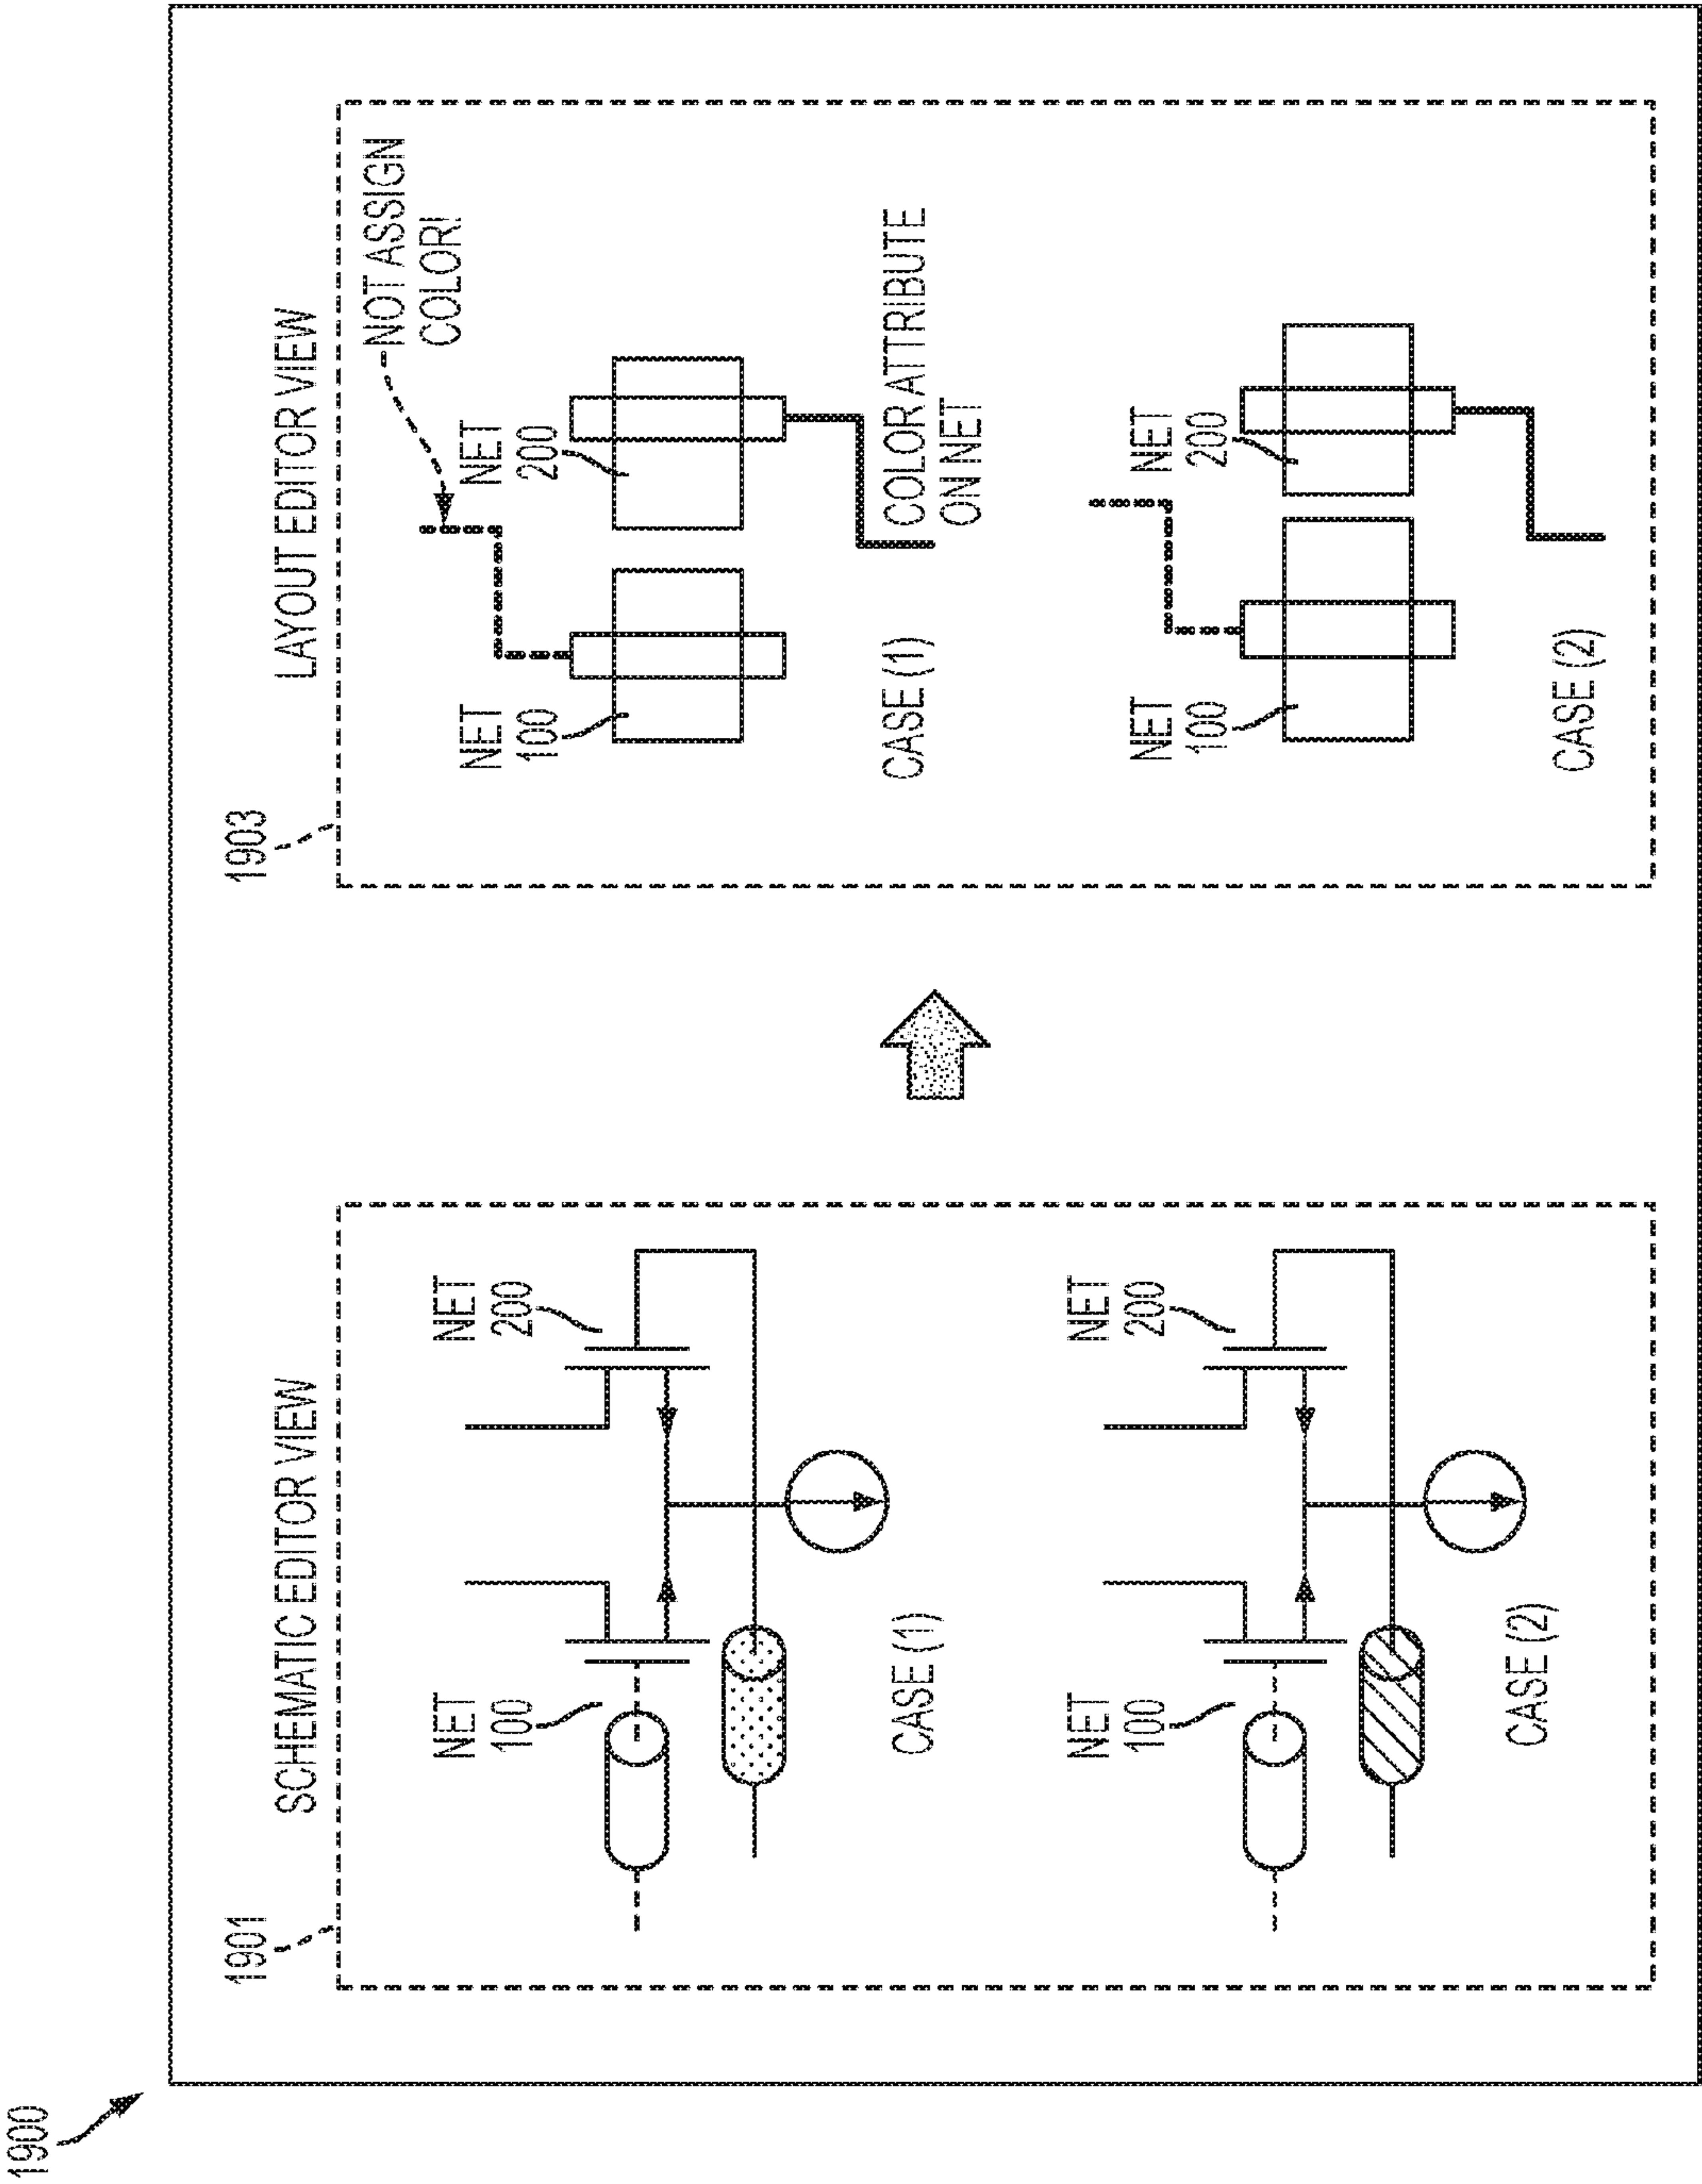 1900
1901
SCHEMATIC EDITOR VIEW
NET
100
NET
200
CASE (1)
NET
100
NET
200
CASE (2)
1903
LAYOUT EDITOR VIEW
NOT ASSIGN
COLOR!
NET
100
NET
200
CASE (1)
COLOR ATTRIBUTE
ON NET
NET
100
NET
200
CASE (2)